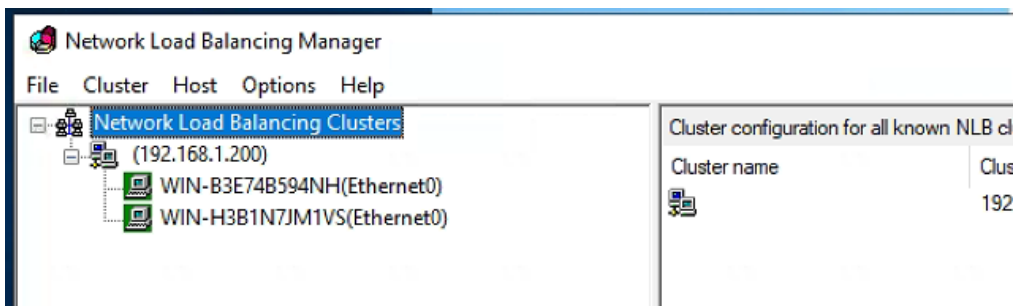 Network Load Balancing Manager
File Cluster Host Options Help
Network Load Balancing Clusters
(192.168.1.200)
WIN-B3E74B594NH(Ethernet0)
WIN-H3B1N7JM1VS(Ethernet0)
Cluster configuration for all known NLB cl
Cluster name Clus
192